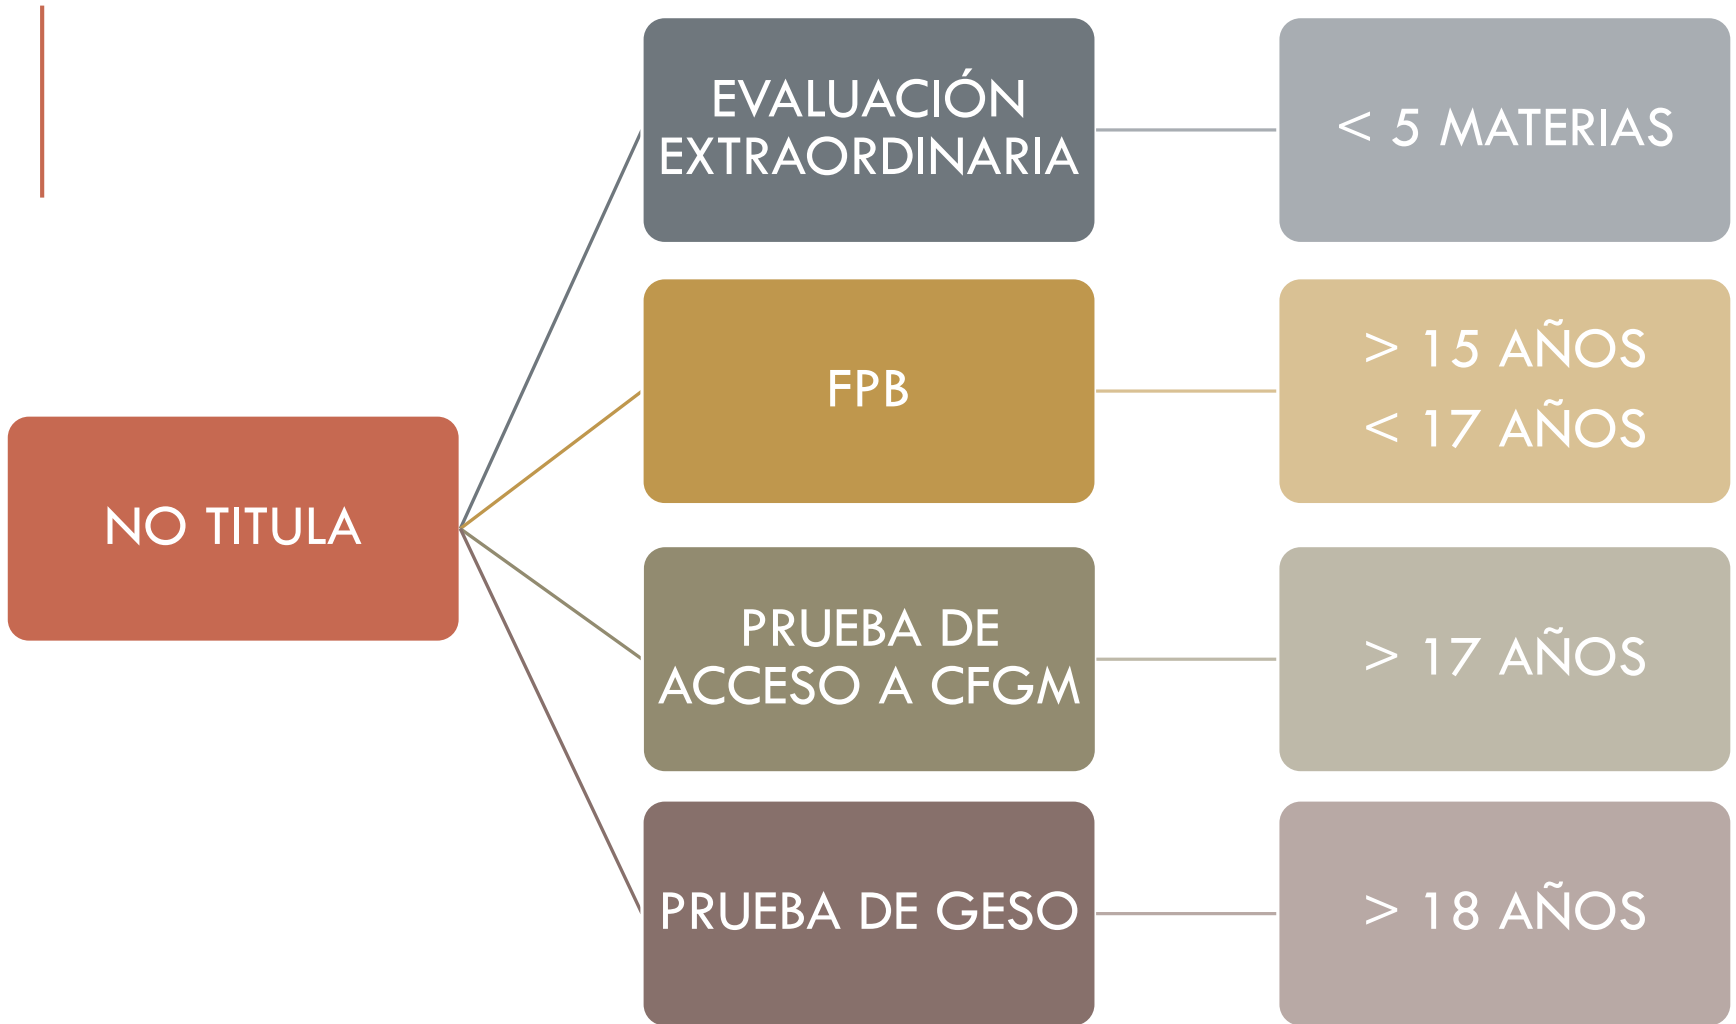 NO TITULA
EVALUACIÓN
EXTRAORDINARIA
< 5 MATERIAS
FPB
> 15 AÑOS
< 17 AÑOS
PRUEBA DE
ACCESO A CFGM
> 17 AÑOS
PRUEBA DE GESO
> 18 AÑOS